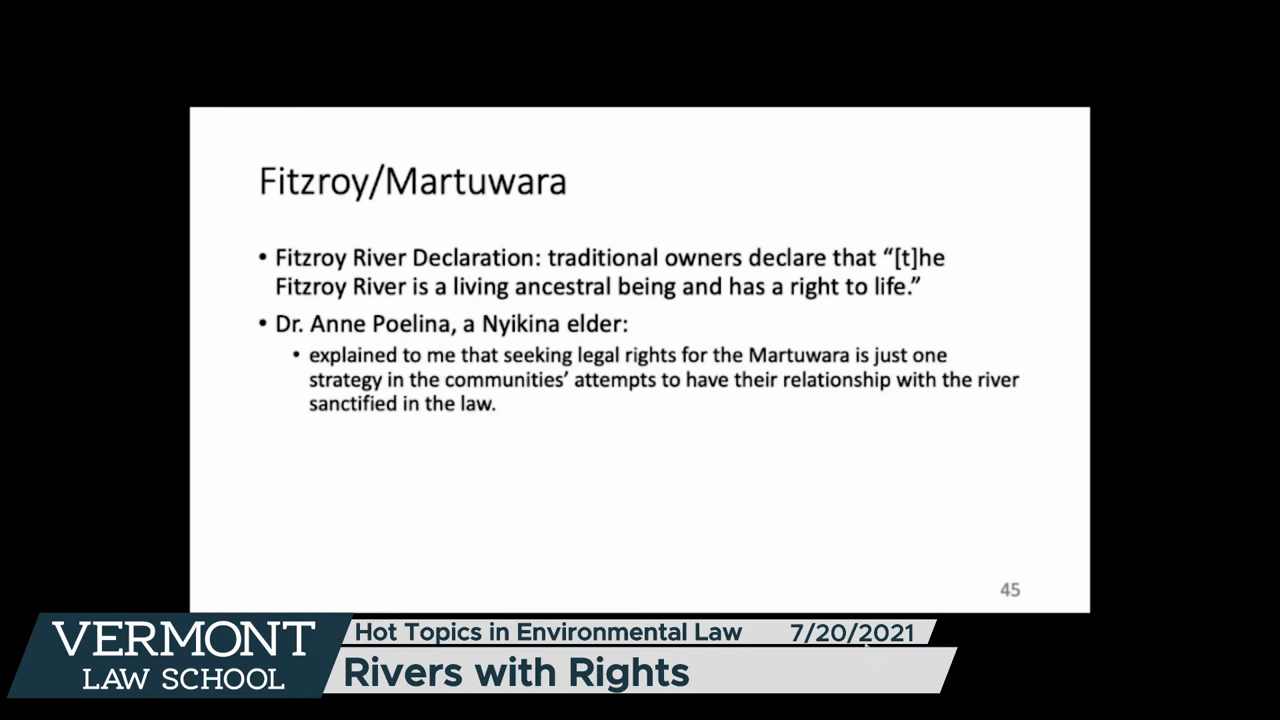 Fitzroy/Martuwara
• Fitzroy River Declaration: traditional owners declare that “[t]he
Fitzroy River is a living ancestral being and has a right to life.”
• Dr. Anne Poelina, a Nyikina elder:
• explained to me that seeking legal rights for the Martuwara is just one
strategy in the communities’ attempts to have their relationship with the river
sanctified in the law.
45
VERMONT
LAW SCHOOL
Hot Topics in Environmental Law 7/20/2021
Rivers with Rights